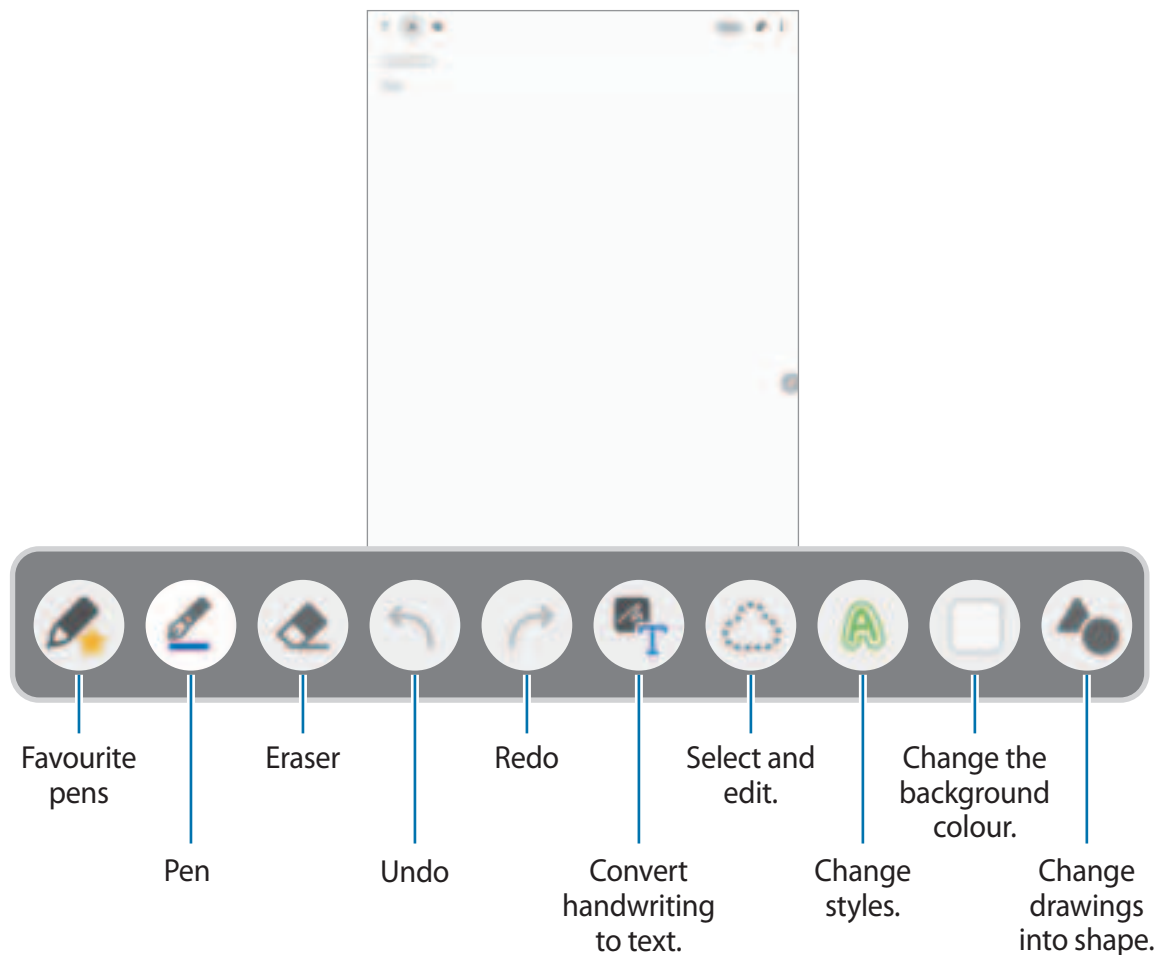 Favourite
pens
Eraser
Redo
Select and
edit.
Change the
background
colour.
Pen
Undo
Convert
handwriting
to text.
Change
styles.
Change
drawings
into shape.